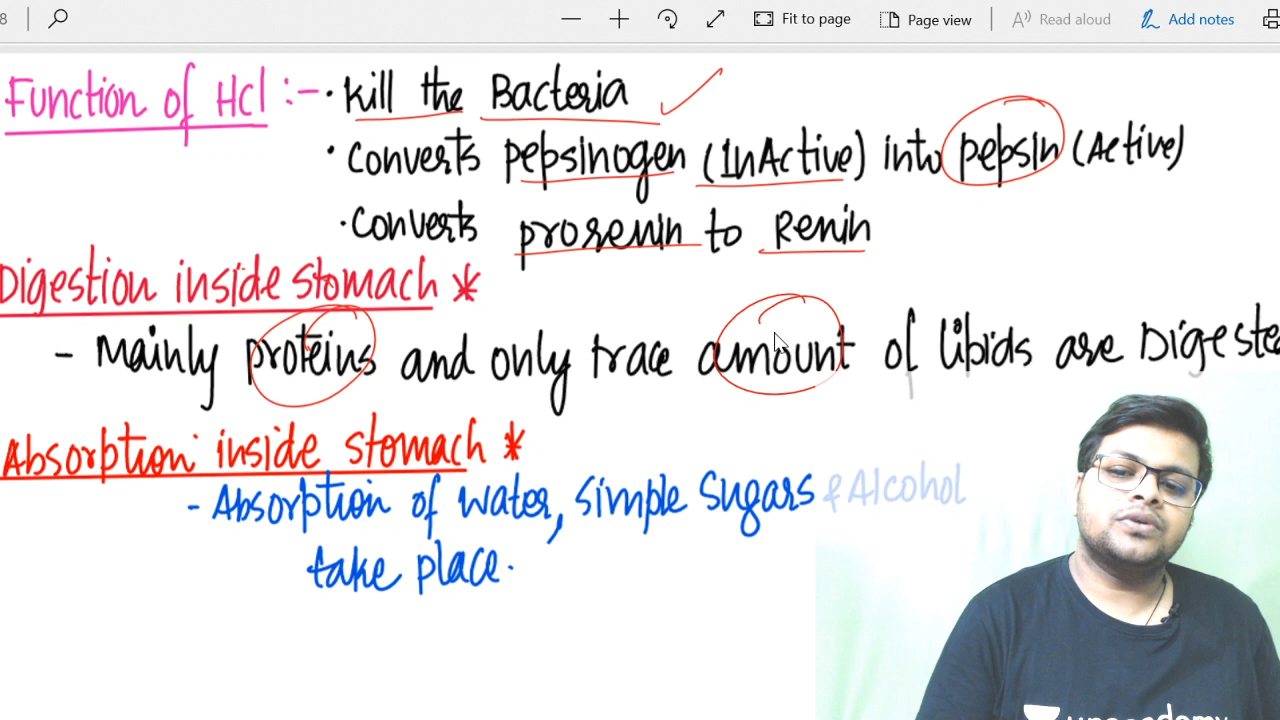 8 Fit to page Page view Read aloud Add notes
Function of Hcl :- • Kill the Bacteria
• Converts pepsinogen (InActive) into pepsin (Active)
• Converts prorenin to Renin
Digestion inside stomach *
- Mainly proteins and only trace amount of lipids are Digeste
Absorption inside stomach *
- Absorption of water, simple sugars & Alcohol
take place.